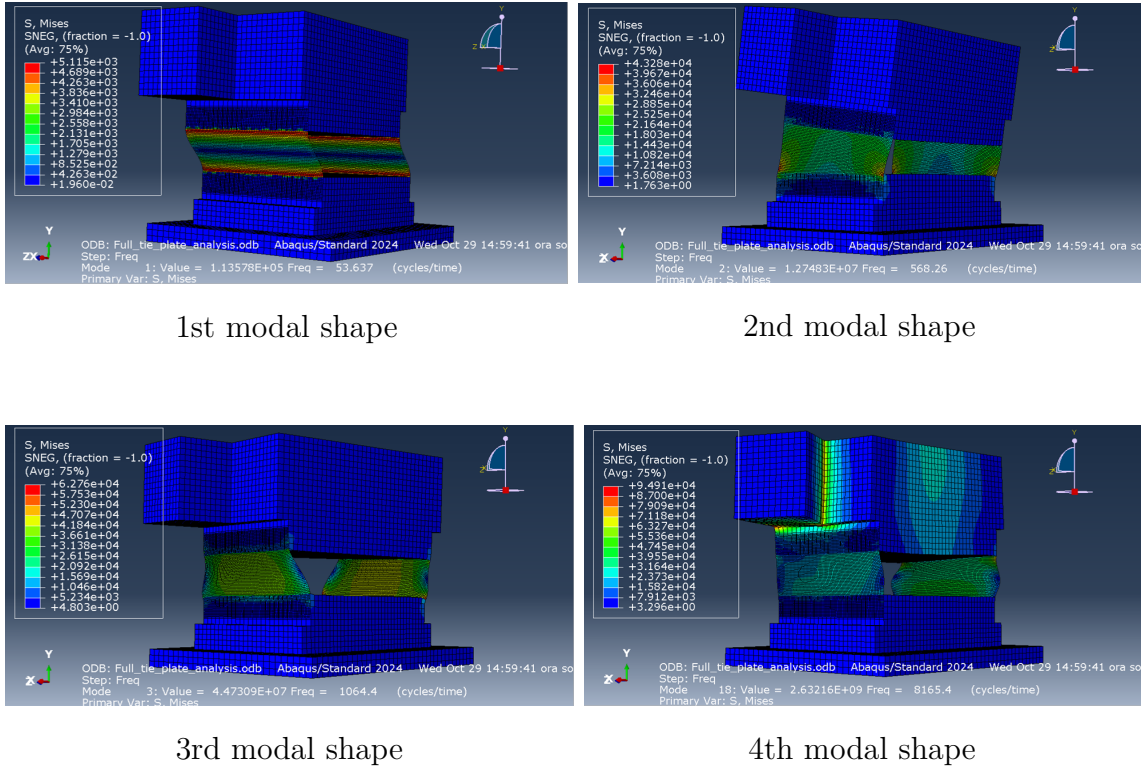 S, Mises
SNEG, (fraction = -1.0)
(Avg: 75%)
+5.115e+03
+4.689e+03
+4.263e+03
+3.836e+03
+3.410e+03
+2.984e+03
+2.558e+03
+2.131e+03
+1.705e+03
+1.279e+03
+8.525e+02
+4.263e+02
+1.960e-02
Y
Z
Y
ZX
ODB: Full_tie_plate_analysis.odb Abaqus/Standard 2024 Wed Oct 29 14:59:41 ora so
Step: Freq
Mode 1: Value = 1.13578E+05 Freq = 53.637 (cycles/time)
Primary Var: S, Mises
1st modal shape
S, Mises
SNEG, (fraction = -1.0)
(Avg: 75%)
+4.328e+04
+3.967e+04
+3.606e+04
+3.246e+04
+2.885e+04
+2.525e+04
+2.164e+04
+1.803e+04
+1.443e+04
+1.082e+04
+7.214e+03
+3.608e+03
+1.763e+00
Y
Z
Y
ODB: Full_tie_plate_analysis.odb Abaqus/Standard 2024 Wed Oct 29 14:59:41 ora so
Step: Freq
Mode 2: Value = 1.27483E+07 Freq = 568.26 (cycles/time)
Primary Var: S, Mises
2nd modal shape
S, Mises
SNEG, (fraction = -1.0)
(Avg: 75%)
+6.276e+04
+5.753e+04
+5.230e+04
+4.707e+04
+4.184e+04
+3.661e+04
+3.138e+04
+2.615e+04
+2.092e+04
+1.569e+04
+1.046e+04
+5.234e+03
+4.803e+00
Y
Z
Y
ODB: Full_tie_plate_analysis.odb Abaqus/Standard 2024 Wed Oct 29 14:59:41 ora so
Step: Freq
Mode 3: Value = 4.47309E+07 Freq = 1064.4 (cycles/time)
Primary Var: S, Mises
3rd modal shape
S, Mises
SNEG, (fraction = -1.0)
(Avg: 75%)
+9.491e+04
+8.700e+04
+7.909e+04
+7.118e+04
+6.327e+04
+5.536e+04
+4.745e+04
+3.955e+04
+3.164e+04
+2.373e+04
+1.582e+04
+7.912e+03
+3.296e+00
Y
Z
Y
ODB: Full_tie_plate_analysis.odb Abaqus/Standard 2024 Wed Oct 29 14:59:41 ora so
Step: Freq
Mode 18: Value = 2.63216E+09 Freq = 8165.4 (cycles/time)
Primary Var: S, Mises
4th modal shape